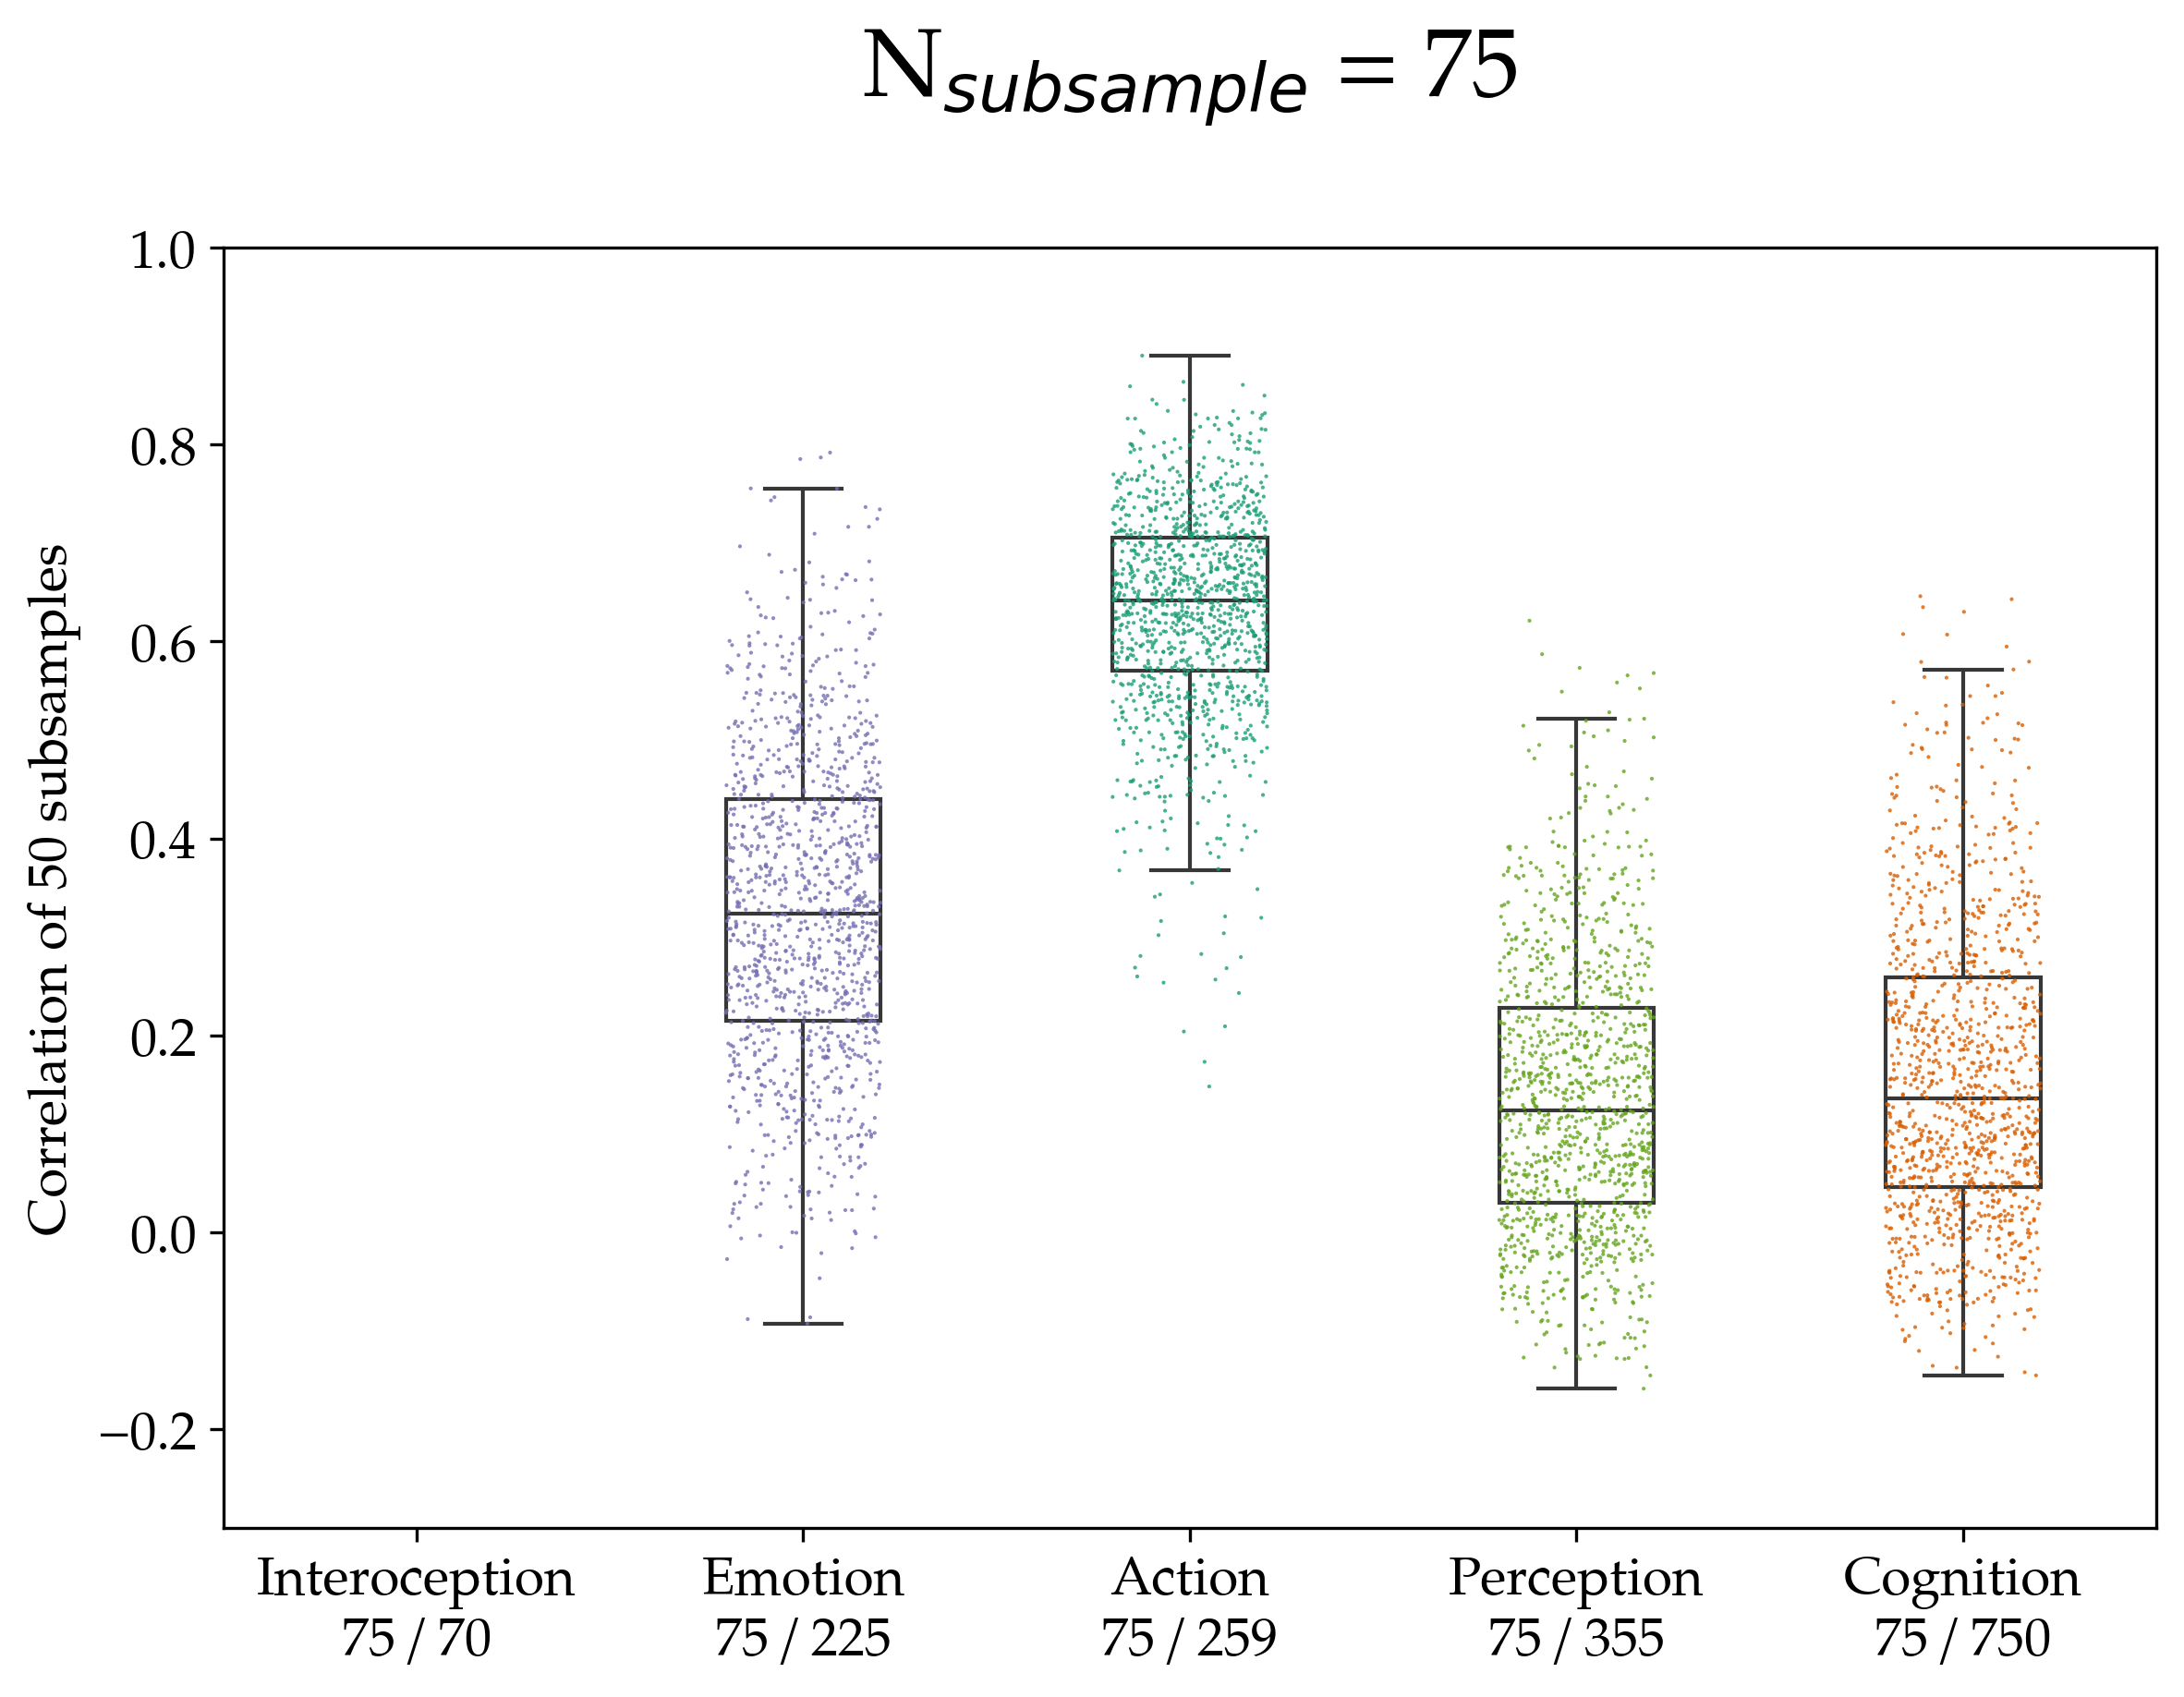 N_subsample = 75
Correlation of 50 subsamples
1.0
0.8
0.6
0.4
0.2
0.0
−0.2
Interoception Emotion Action Perception Cognition
75 / 70 75 / 225 75 / 259 75 / 355 75 / 750